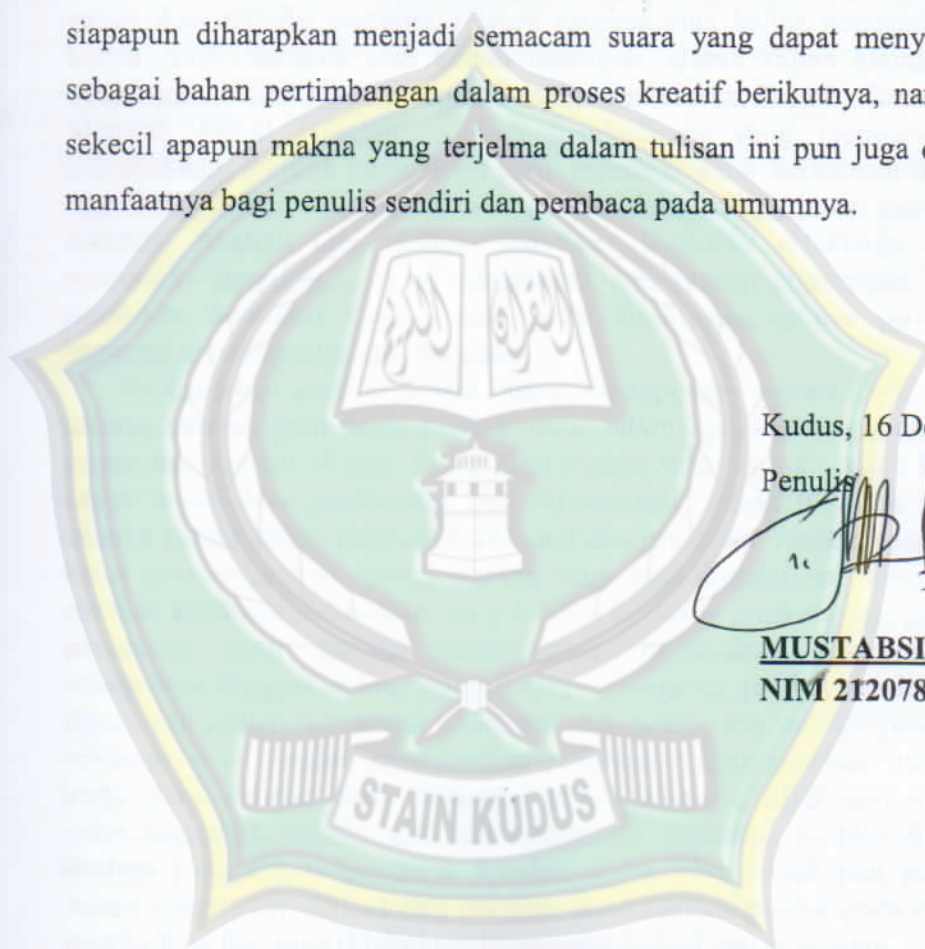 siapapun diharapkan menjadi semacam suara yang dapat meny
sebagai bahan pertimbangan dalam proses kreatif berikutnya, na
sekecil apapun makna yang terjelma dalam tulisan ini pun juga
manfaatnya bagi penulis sendiri dan pembaca pada umumnya.
القرآن الكريم
Kudus, 16 D
Penulis
MUSTABSI
NIM 212078
STAIN KUDUS